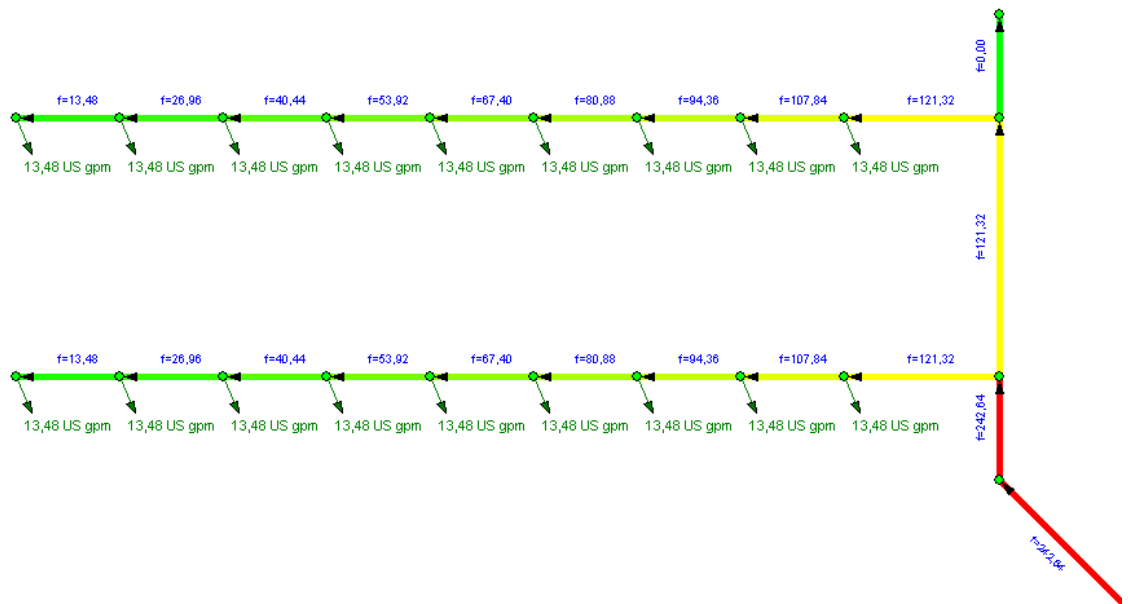 f=0,00
f=13,48 f=26,96 f=40,44 f=53,92 f=67,40 f=80,88 f=94,36 f=107,84 f=121,32
13,48 US gpm 13,48 US gpm 13,48 US gpm 13,48 US gpm 13,48 US gpm 13,48 US gpm 13,48 US gpm 13,48 US gpm 13,48 US gpm
f=121,32
f=13,48 f=26,96 f=40,44 f=53,92 f=67,40 f=80,88 f=94,36 f=107,84 f=121,32
f=242,64
13,48 US gpm 13,48 US gpm 13,48 US gpm 13,48 US gpm 13,48 US gpm 13,48 US gpm 13,48 US gpm 13,48 US gpm 13,48 US gpm
f=242,64